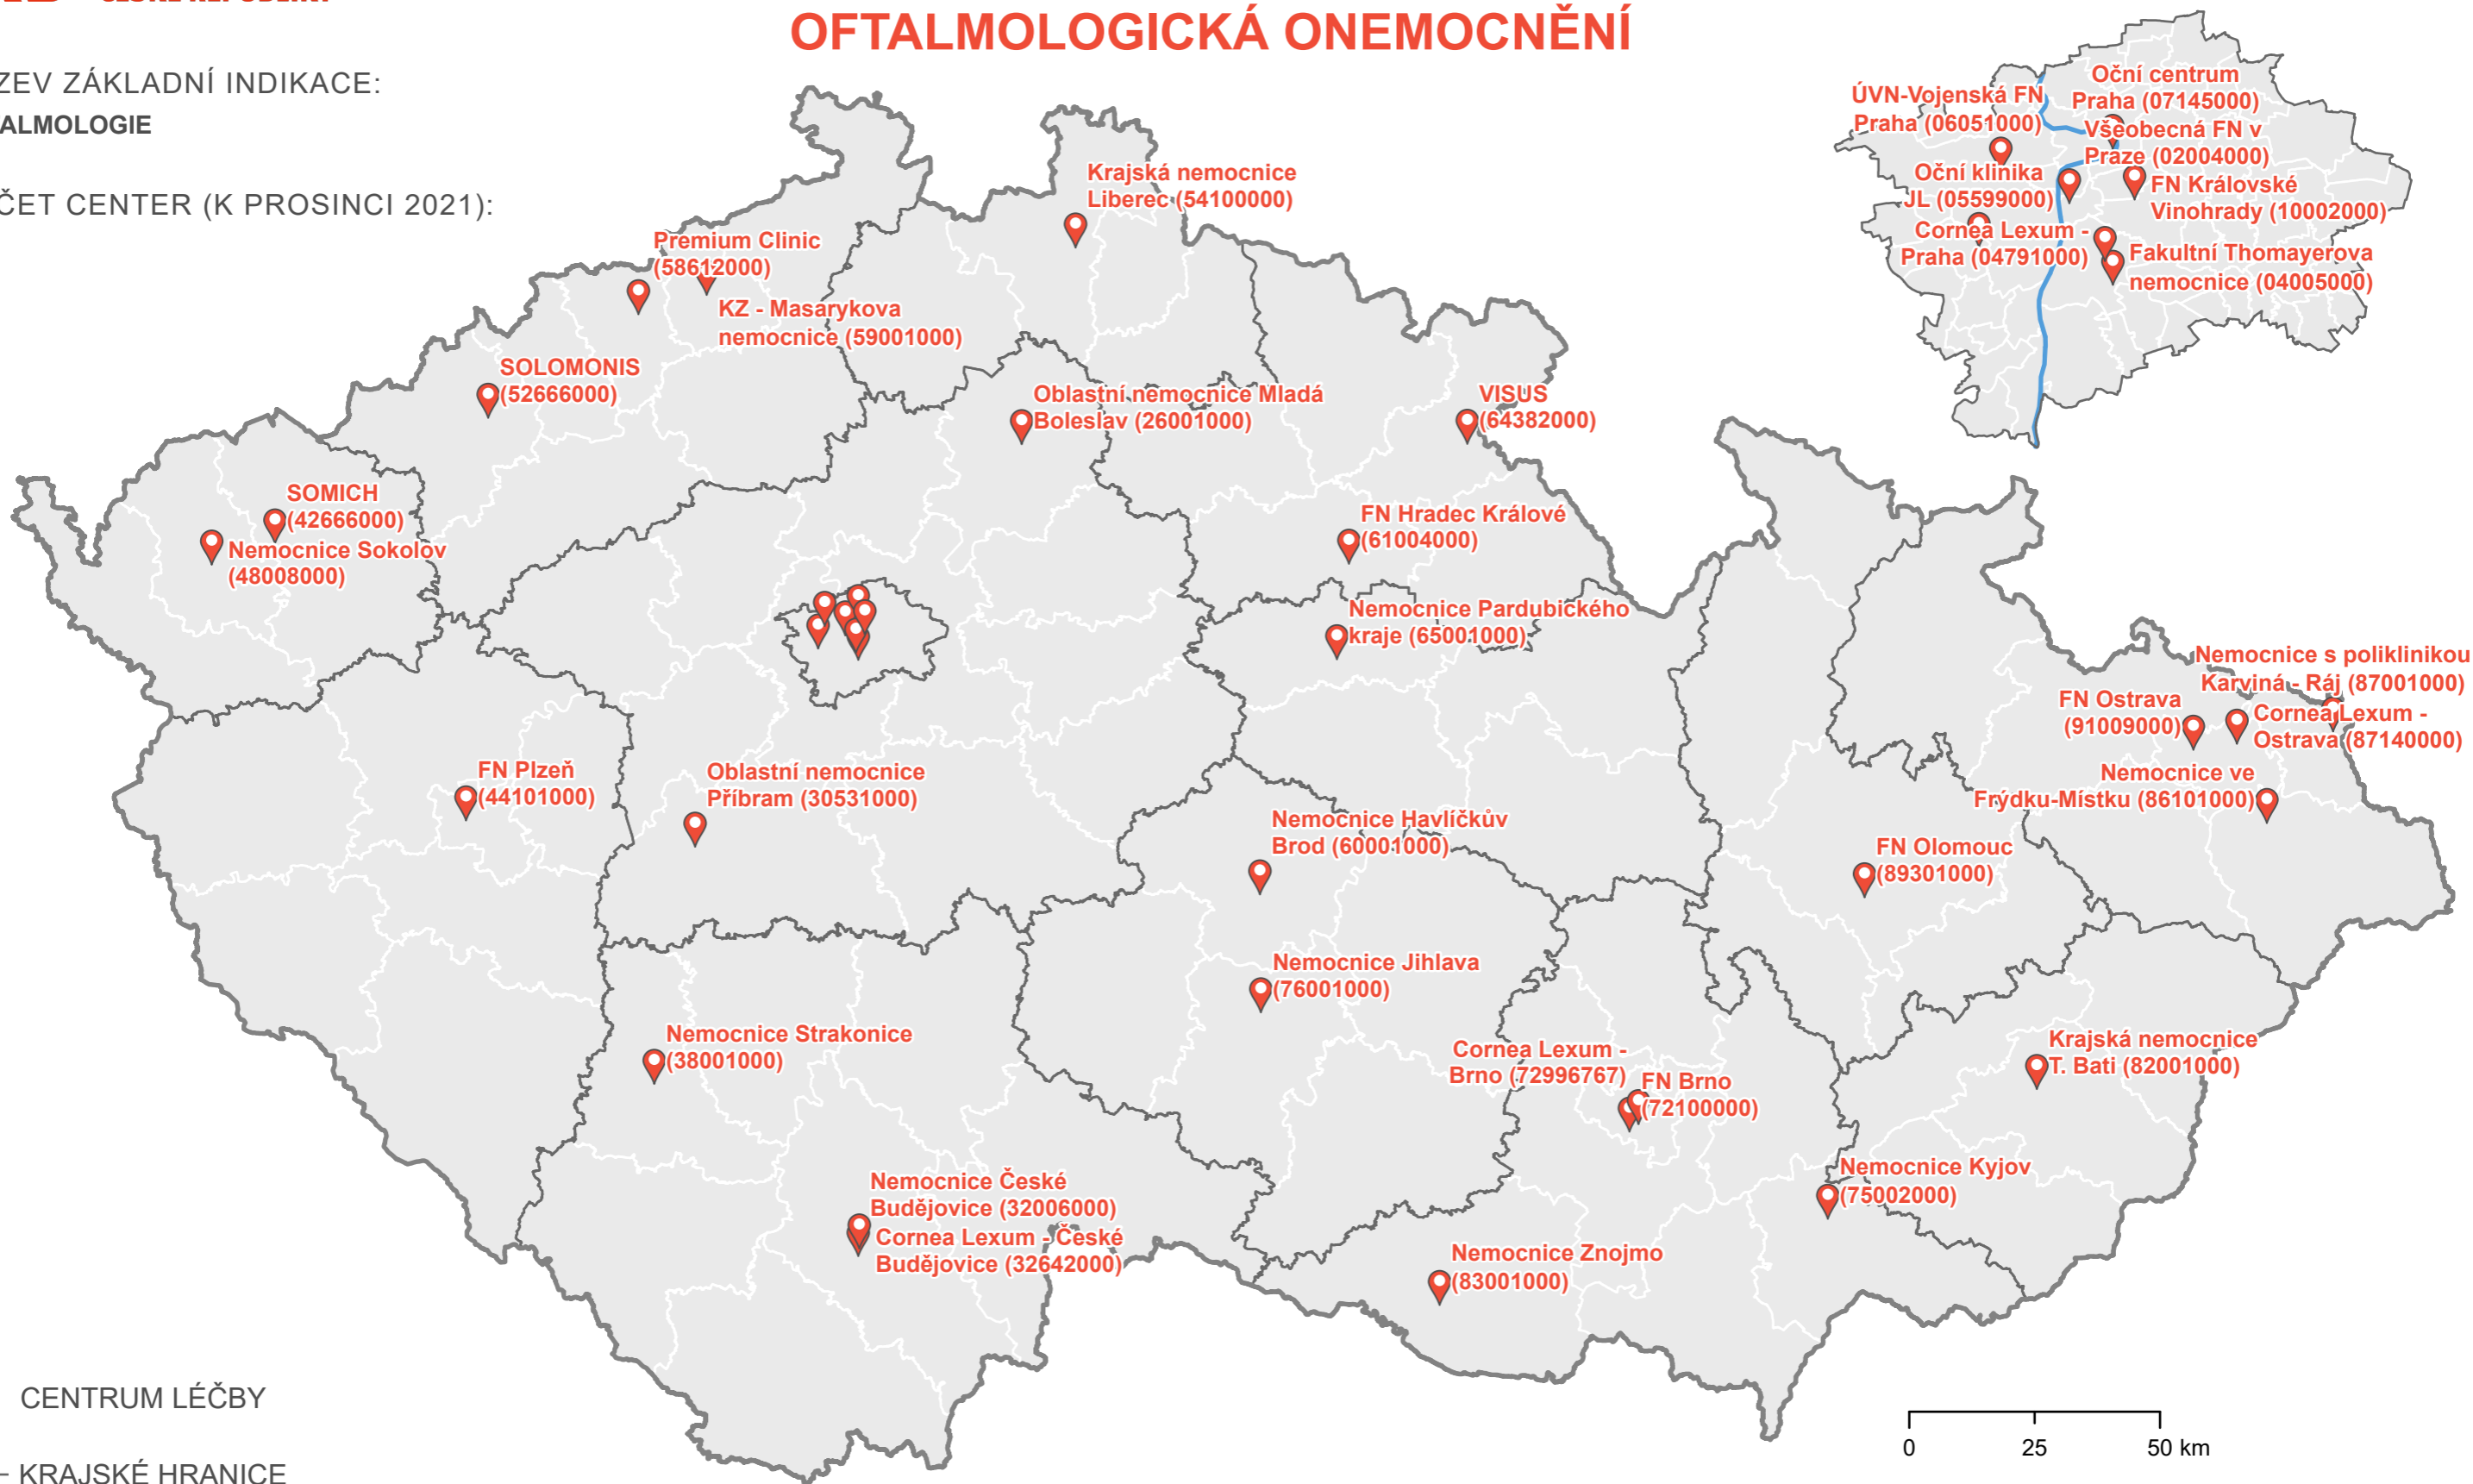 OFTALMOLOGICKÁ ONEMOCNĚNÍ
ZEV ZÁKLADNÍ INDIKACE:
ALMOLOGIE
ČET CENTER (K PROSINCI 2021):
Oční centrum
Praha (07145000)
ÚVN-Vojenská FN
Praha (06051000)
Všeobecná FN v
Praze (02004000)
Oční klinika
JL (05599000)
FN Královské
Vinohrady (10002000)
Cornea Lexum -
Praha (04791000)
Fakultní Thomayerova
nemocnice (04005000)
Krajská nemocnice
Liberec (54100000)
Premium Clinic
(58612000)
KZ - Masarykova
nemocnice (59001000)
SOLOMONIS
(52666000)
Oblastní nemocnice Mladá
Boleslav (26001000)
VISUS
(64382000)
SOMICH
(42666000)
Nemocnice Sokolov
(48008000)
FN Hradec Králové
(61004000)
Nemocnice Pardubického
kraje (65001000)
Nemocnice s poliklinikou
Karviná - Ráj (87001000)
FN Ostrava
(91009000)
Cornea Lexum -
Ostrava (87140000)
Nemocnice ve
Frýdku-Místku (86101000)
FN Plzeň
(44101000)
Oblastní nemocnice
Příbram (30531000)
Nemocnice Havlíčkův
Brod (60001000)
FN Olomouc
(89301000)
Nemocnice Jihlava
(76001000)
Nemocnice Strakonice
(38001000)
Cornea Lexum -
Brno (72996767)
FN Brno
(72100000)
Krajská nemocnice
T. Bati (82001000)
Nemocnice Kyjov
(75002000)
Nemocnice České
Budějovice (32006000)
Cornea Lexum - České
Budějovice (32642000)
Nemocnice Znojmo
(83001000)
CENTRUM LÉČBY
KRAJSKÉ HRANICE
0 25 50 km